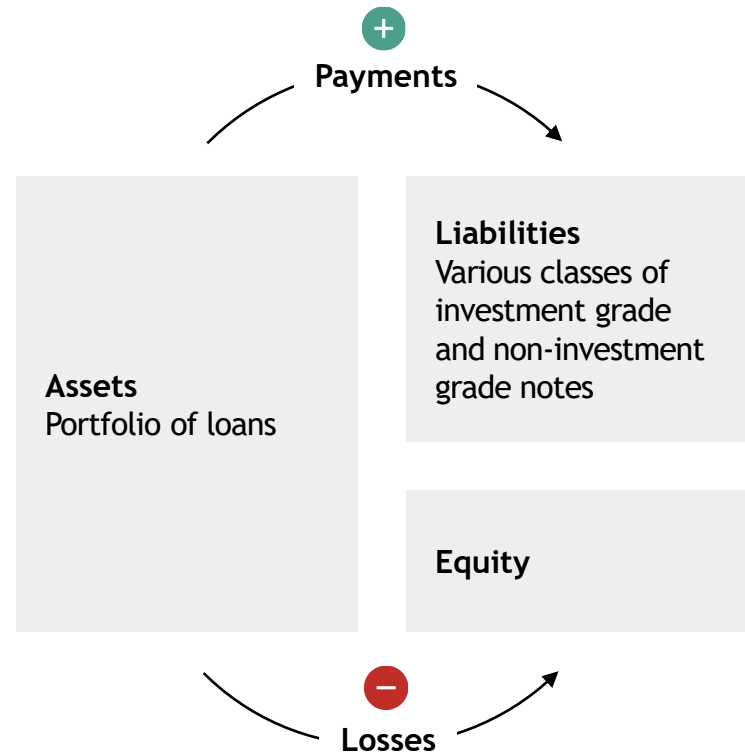 +
Payments
Assets
Portfolio of loans
Liabilities
Various classes of
investment grade
and non-investment
grade notes
Equity
−
Losses